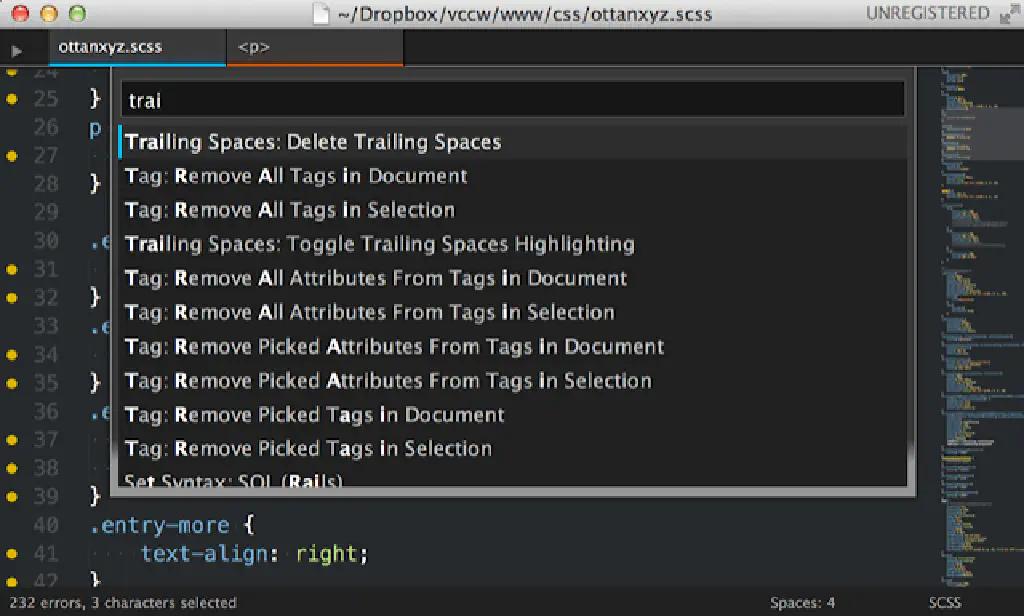 ~/Dropbox/vccw/www/css/ottanxyz.scss
UNREGISTERED
ottanxyz.scss
<p>
trai
Trailing Spaces: Delete Trailing Spaces
Tag: Remove All Tags in Document
Tag: Remove All Tags in Selection
Trailing Spaces: Toggle Trailing Spaces Highlighting
Tag: Remove All Attributes From Tags in Document
Tag: Remove All Attributes From Tags in Selection
Tag: Remove Picked Attributes From Tags in Document
Tag: Remove Picked Attributes From Tags in Selection
Tag: Remove Picked Tags in Document
Tag: Remove Picked Tags in Selection
Set Syntax: SQL (Rails)
24
25 }
26 p
27
28 }
29
30 .e
31
32 }
33 .e
34
35 }
36 .e
37
38
39 }
40 .entry-more {
41 text-align: right;
42 }
232 errors, 3 characters selected
Spaces: 4
SCSS